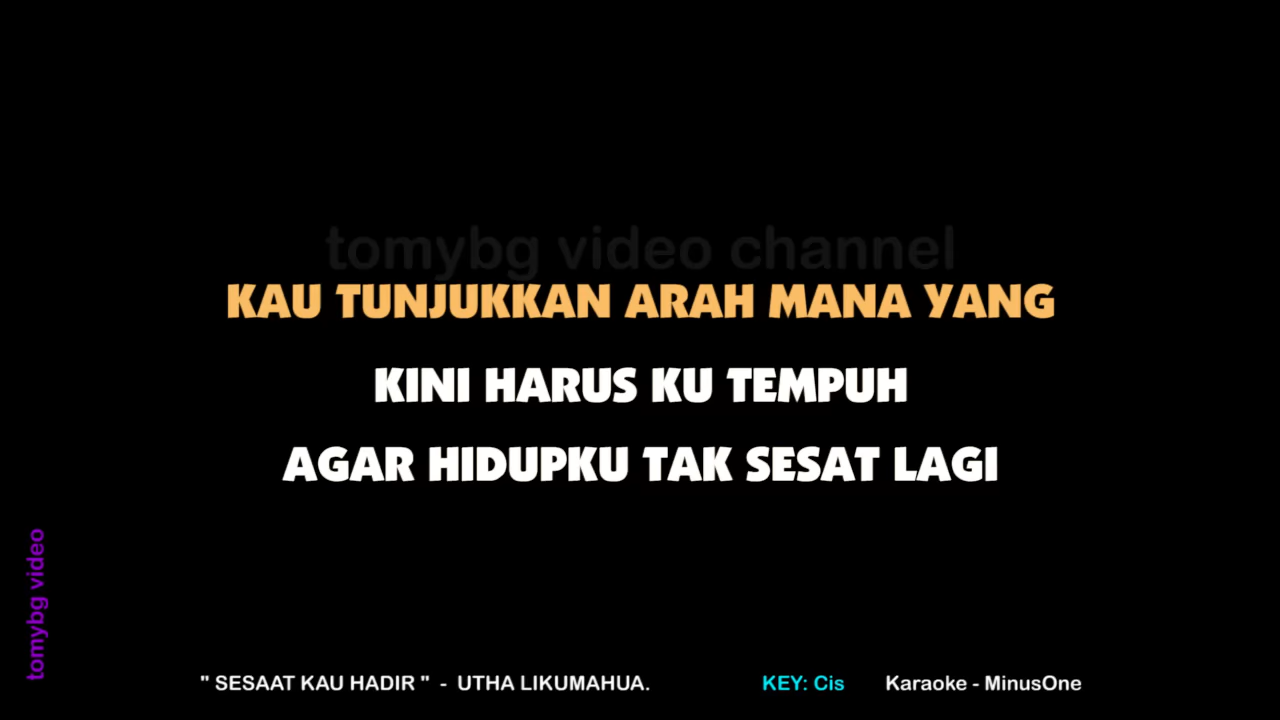 tomybg video channel
KAU TUNJUKKAN ARAH MANA YANG
KINI HARUS KU TEMPUH
AGAR HIDUPKU TAK SESAT LAGI
tomybg video
" SESAAT KAU HADIR " - UTHA LIKUMAHUA. KEY: Cis Karaoke - MinusOne